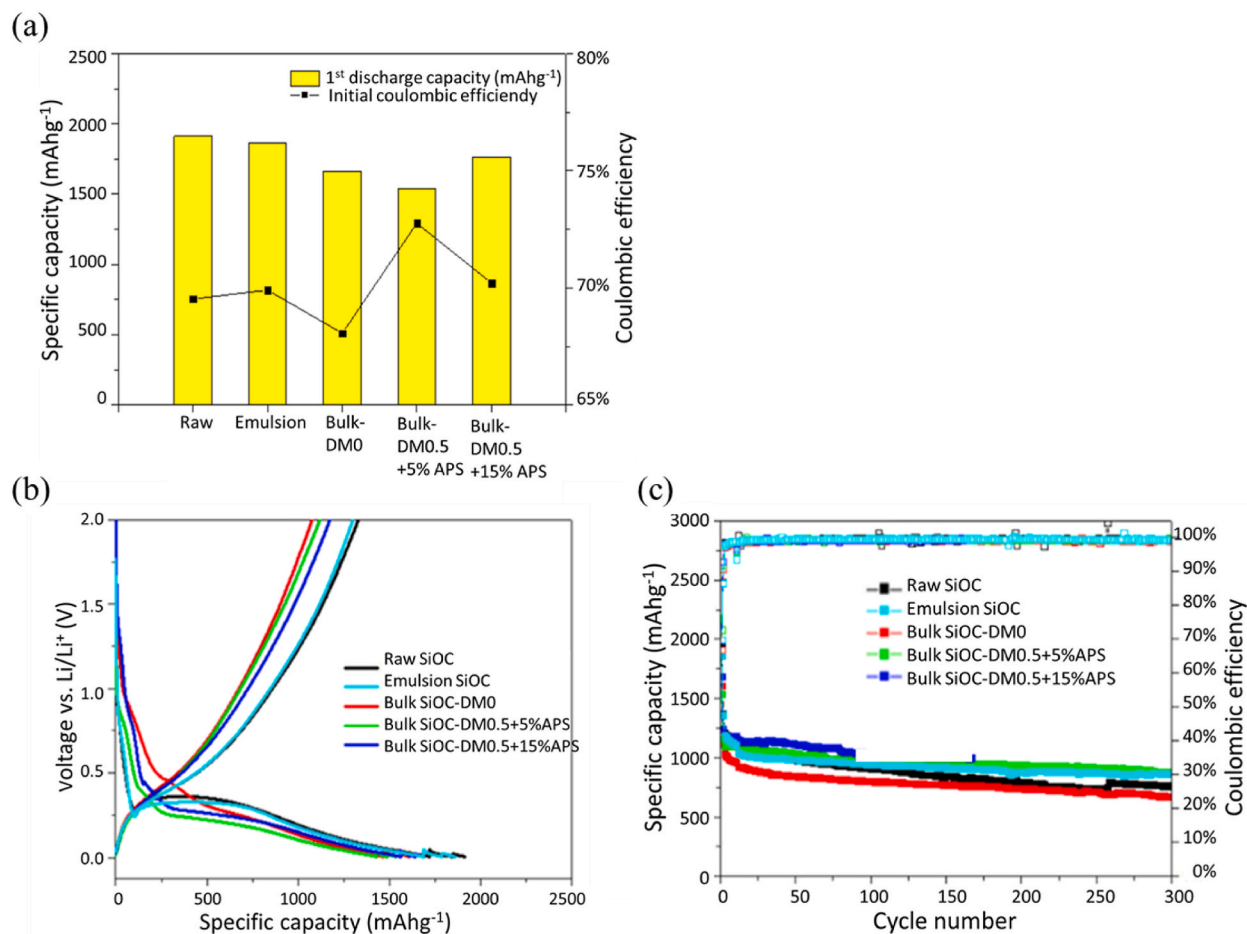 (a)
2500
2000
1500
1000
500
0
Specific capacity (mAhg-1)
80%
75%
70%
65%
Coulombic efficiency
1st discharge capacity (mAhg-1)
Initial coulombic efficiendy
Raw
Emulsion
Bulk-
DM0
Bulk-
DM0.5
+5% APS
Bulk-
DM0.5
+15% APS
(b)
2.0
1.5
1.0
0.5
0.0
voltage vs. Li/Li+ (V)
Raw SiOC
Emulsion SiOC
Bulk SiOC-DM0
Bulk SiOC-DM0.5+5%APS
Bulk SiOC-DM0.5+15%APS
0 500 1000 1500 2000 2500
Specific capacity (mAhg-1)
(c)
3000
2500
2000
1750
1250
1000
750
500
0
Specific capacity (mAhg-1)
100%
90%
80%
70%
60%
50%
40%
30%
20%
10%
0%
Coulombic efficiency
Raw SiOC
Emulsion SiOC
Bulk SiOC-DM0
Bulk SiOC-DM0.5+5%APS
Bulk SiOC-DM0.5+15%APS
0 50 100 150 200 250 300
Cycle number